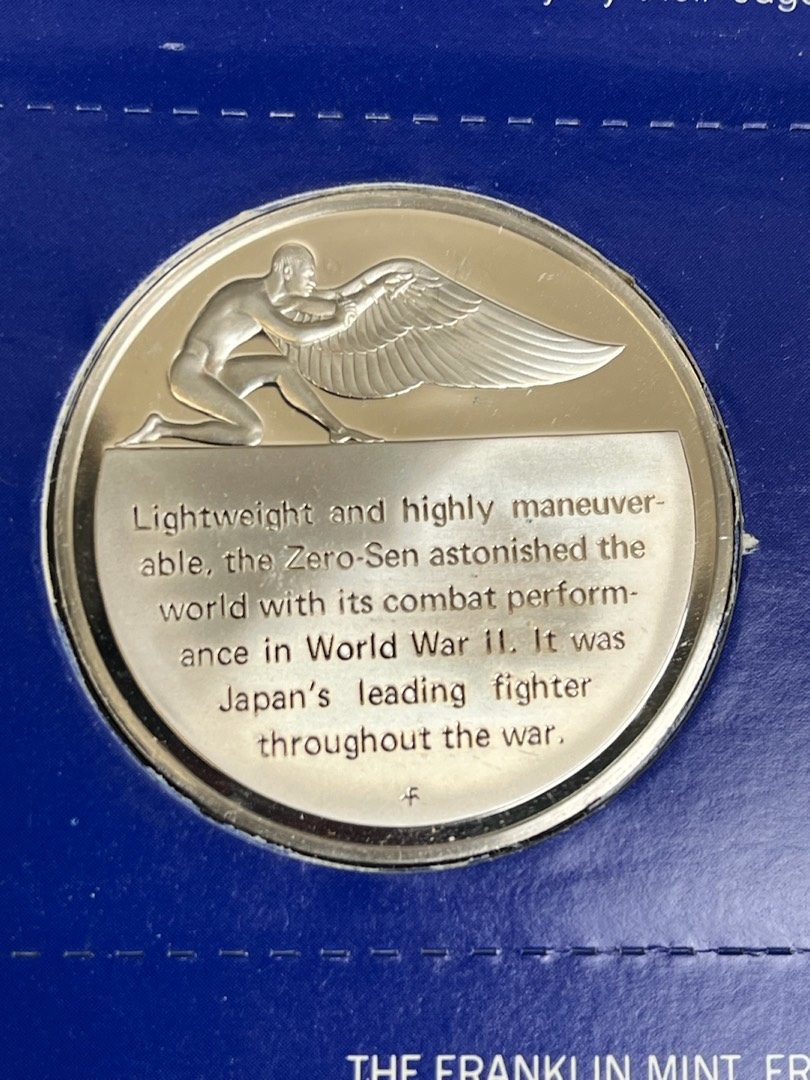 Lightweight and highly maneuver-
able, the Zero-Sen astonished the
world with its combat perform-
ance in World War II. It was
Japan's leading fighter
throughout the war.
THE FRANKLIN MINT, FR